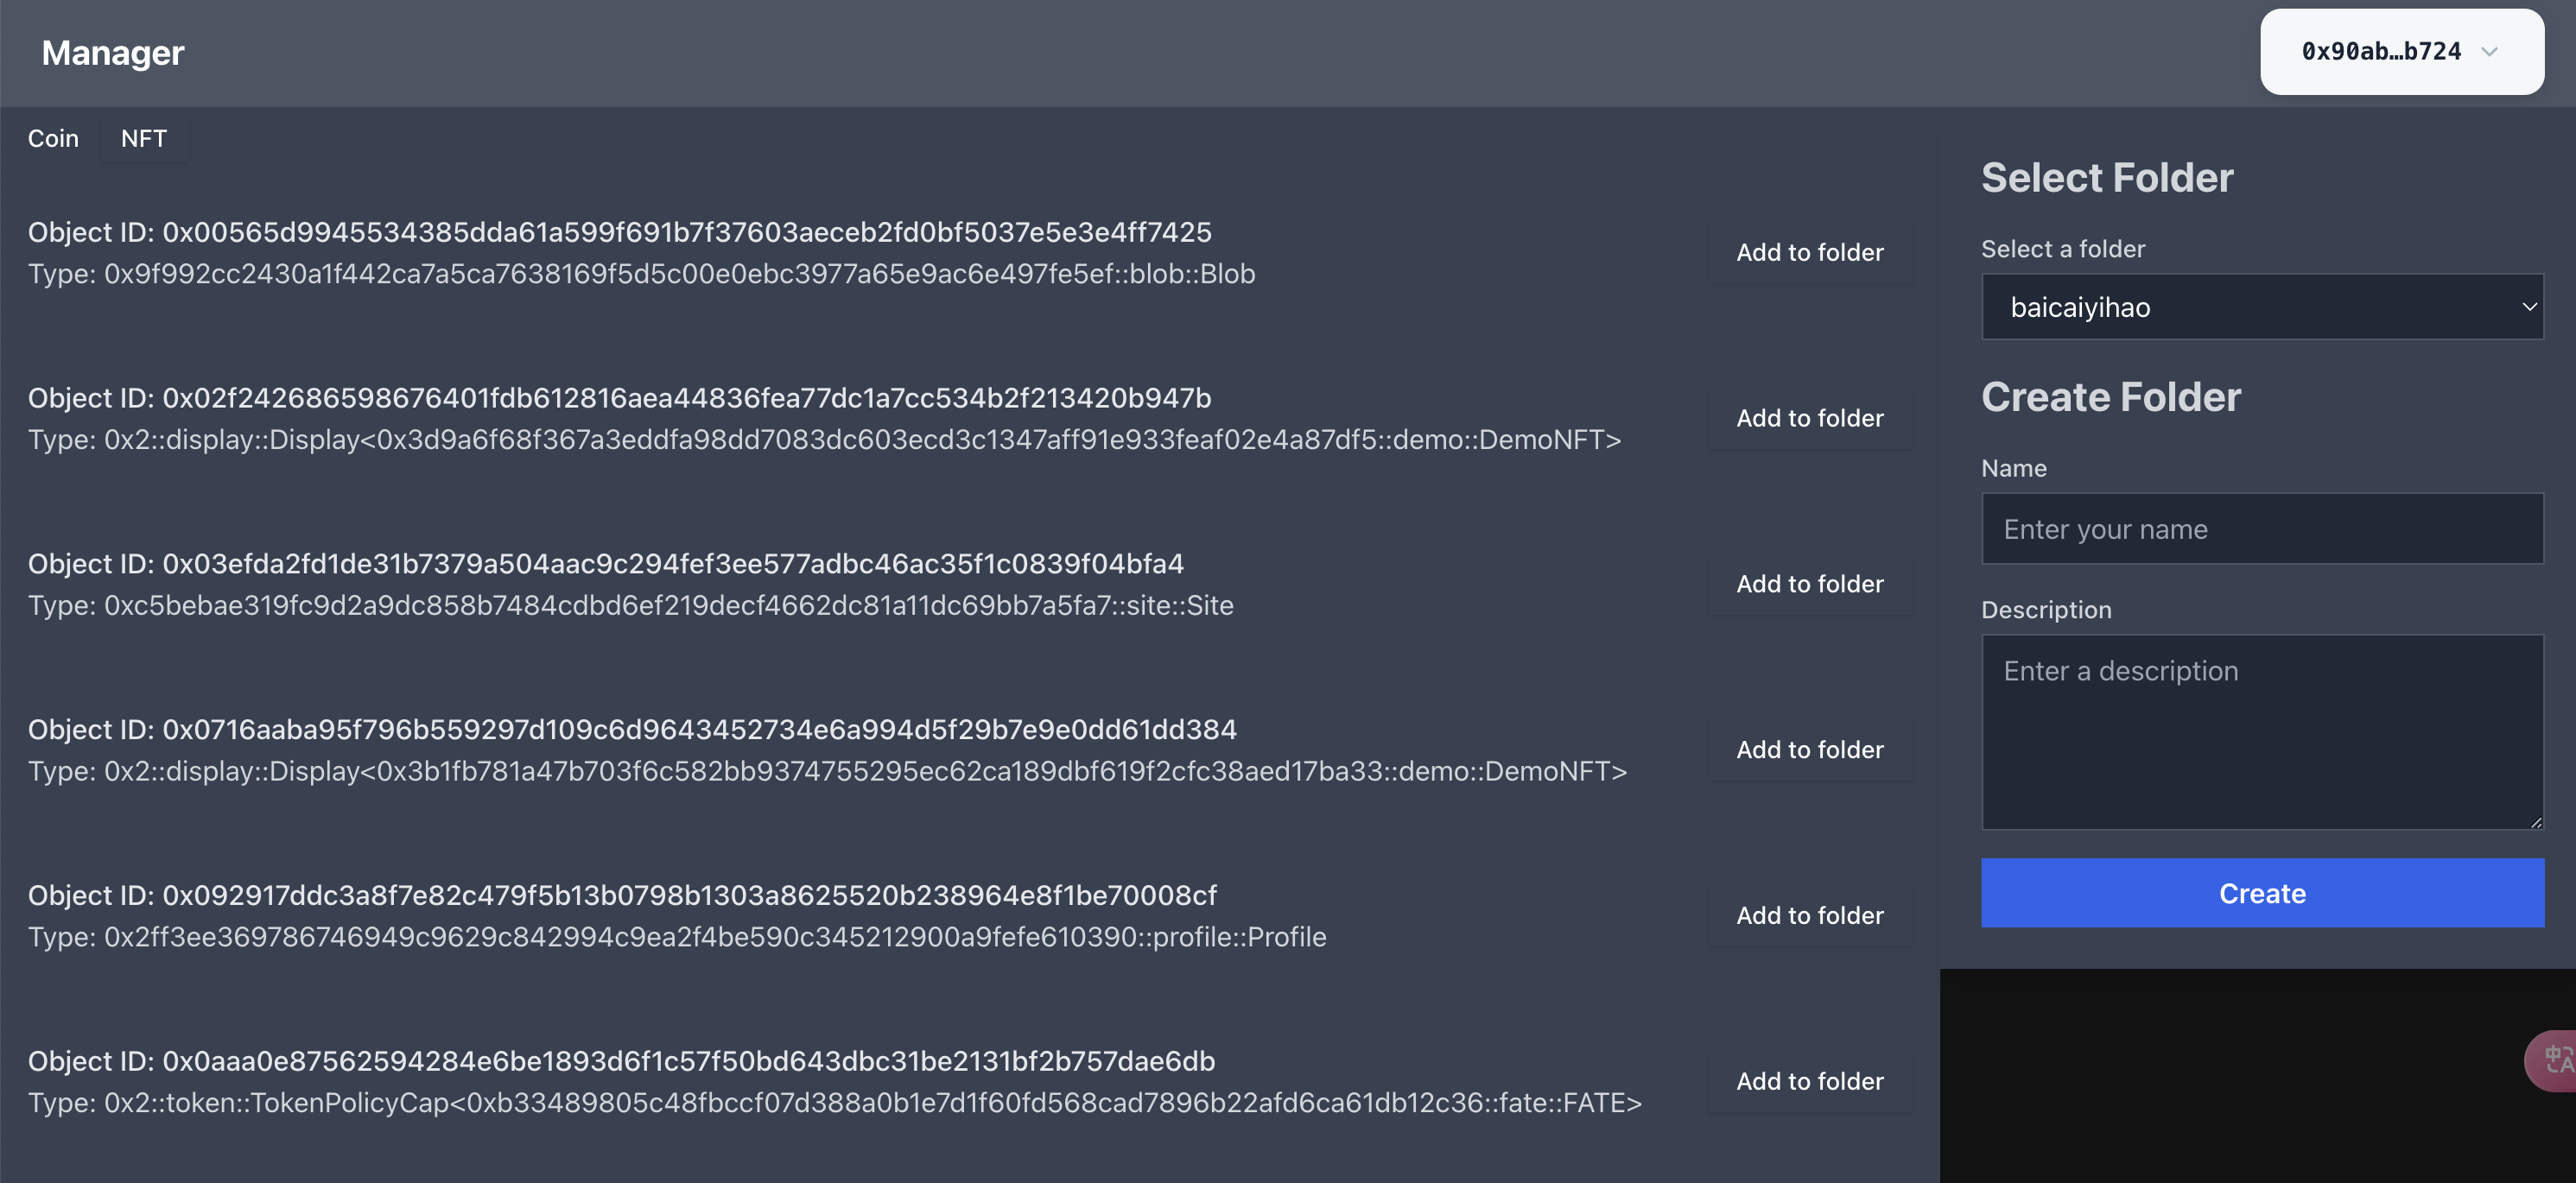 Manager
0x90ab…b724
Coin
NFT
Object ID: 0x00565d9945534385dda61a599f691b7f37603aeceb2fd0bf5037e5e3e4ff7425
Type: 0x9f992cc2430a1f442ca7a5ca7638169f5d5c00e0ebc3977a65e9ac6e497fe5ef::blob::Blob
Add to folder
Object ID: 0x02f242686598676401fdb612816aea44836fea77dc1a7cc534b2f213420b947b
Type: 0x2::display::Display<0x3d9a6f68f367a3eddfa98dd7083dc603ecd3c1347aff91e933feaf02e4a87df5::demo::DemoNFT>
Add to folder
Object ID: 0x03efda2fd1de31b7379a504aac9c294fef3ee577adbc46ac35f1c0839f04bfa4
Type: 0xc5bebae319fc9d2a9dc858b7484cdbd6ef219decf4662dc81a11dc69bb7a5fa7::site::Site
Add to folder
Object ID: 0x0716aaba95f796b559297d109c6d9643452734e6a994d5f29b7e9e0dd61dd384
Type: 0x2::display::Display<0x3b1fb781a47b703f6c582bb9374755295ec62ca189dbf619f2cfc38aed17ba33::demo::DemoNFT>
Add to folder
Object ID: 0x092917ddc3a8f7e82c479f5b13b0798b1303a8625520b238964e8f1be70008cf
Type: 0x2ff3ee369786746949c9629c842994c9ea2f4be590c345212900a9fefe610390::profile::Profile
Add to folder
Object ID: 0x0aaa0e87562594284e6be1893d6f1c57f50bd643dbc31be2131bf2b757dae6db
Type: 0x2::token::TokenPolicyCap<0xb33489805c48fbccf07d388a0b1e7d1f60fd568cad7896b22afd6ca61db12c36::fate::FATE>
Add to folder
Select Folder
Select a folder
baicaiyihao
Create Folder
Name
Enter your name
Description
Enter a description
Create
中A